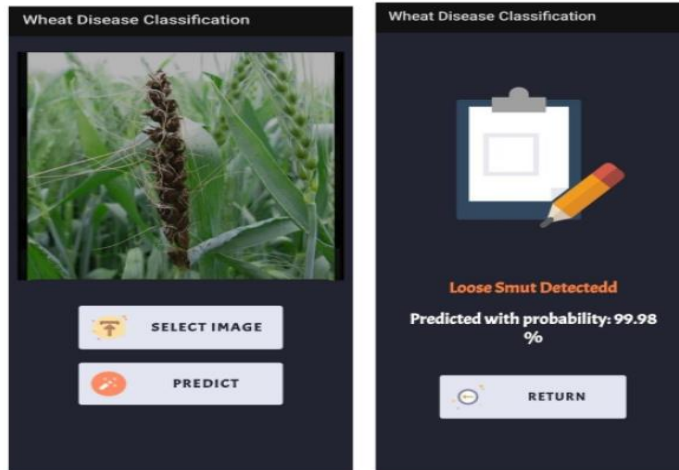 Wheat Disease Classification
SELECT IMAGE
PREDICT
Wheat Disease Classification
Loose Smut Detectedd
Predicted with probability: 99.98
%
RETURN